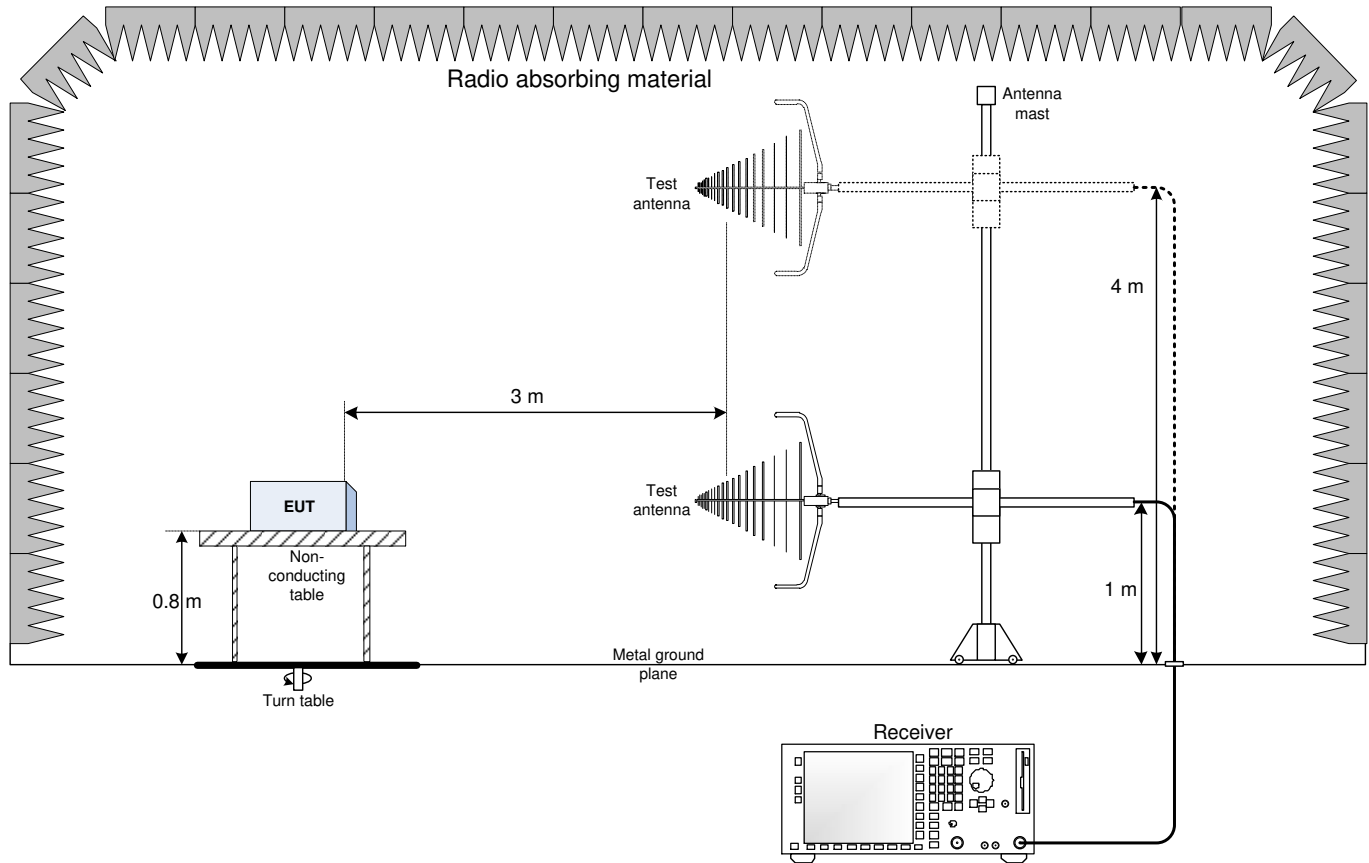 Radio absorbing material
Antenna
mast
Test
antenna
4 m
3 m
Test
antenna
EUT
Non-
conducting
table
0.8 m
1 m
Metal ground
plane
Turn table
Receiver